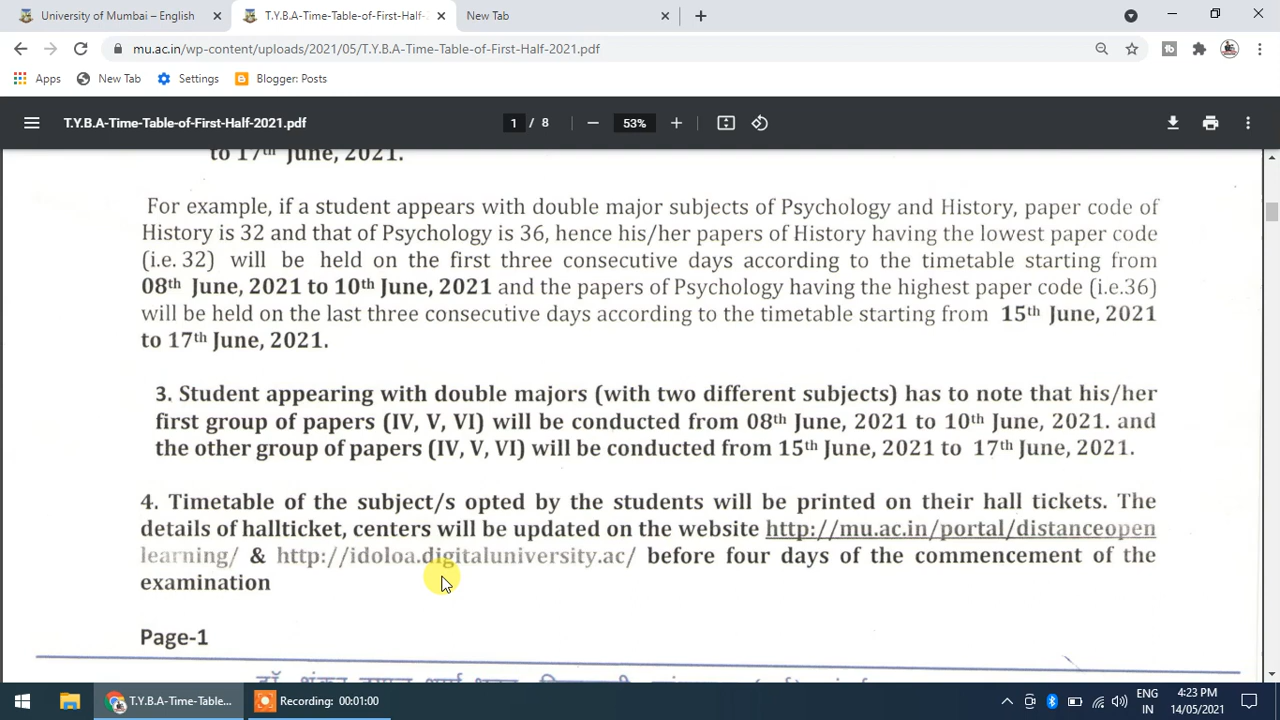 University of Mumbai – English
T.Y.B.A-Time-Table-of-First-Half-
New Tab
mu.ac.in/wp-content/uploads/2021/05/T.Y.B.A-Time-Table-of-First-Half-2021.pdf
Apps
New Tab
Settings
Blogger: Posts
T.Y.B.A-Time-Table-of-First-Half-2021.pdf
1 / 8
53%
to 17th June, 2021.
For example, if a student appears with double major subjects of Psychology and History, paper code of
History is 32 and that of Psychology is 36, hence his/her papers of History having the lowest paper code
(i.e. 32) will be held on the first three consecutive days according to the timetable starting from
08th June, 2021 to 10th June, 2021 and the papers of Psychology having the highest paper code (i.e.36)
will be held on the last three consecutive days according to the timetable starting from 15th June, 2021
to 17th June, 2021.
3. Student appearing with double majors (with two different subjects) has to note that his/her
first group of papers (IV, V, VI) will be conducted from 08th June, 2021 to 10th June, 2021. and
the other group of papers (IV, V, VI) will be conducted from 15th June, 2021 to 17th June, 2021.
4. Timetable of the subject/s opted by the students will be printed on their hall tickets. The
details of hallticket, centers will be updated on the website http://mu.ac.in/portal/distanceopen
learning/ & http://idoloa.digitaluniversity.ac/ before four days of the commencement of the
examination
Page-1
T.Y.B.A-Time-Table...
Recording: 00:01:00
ENG
IN
4:23 PM
14/05/2021